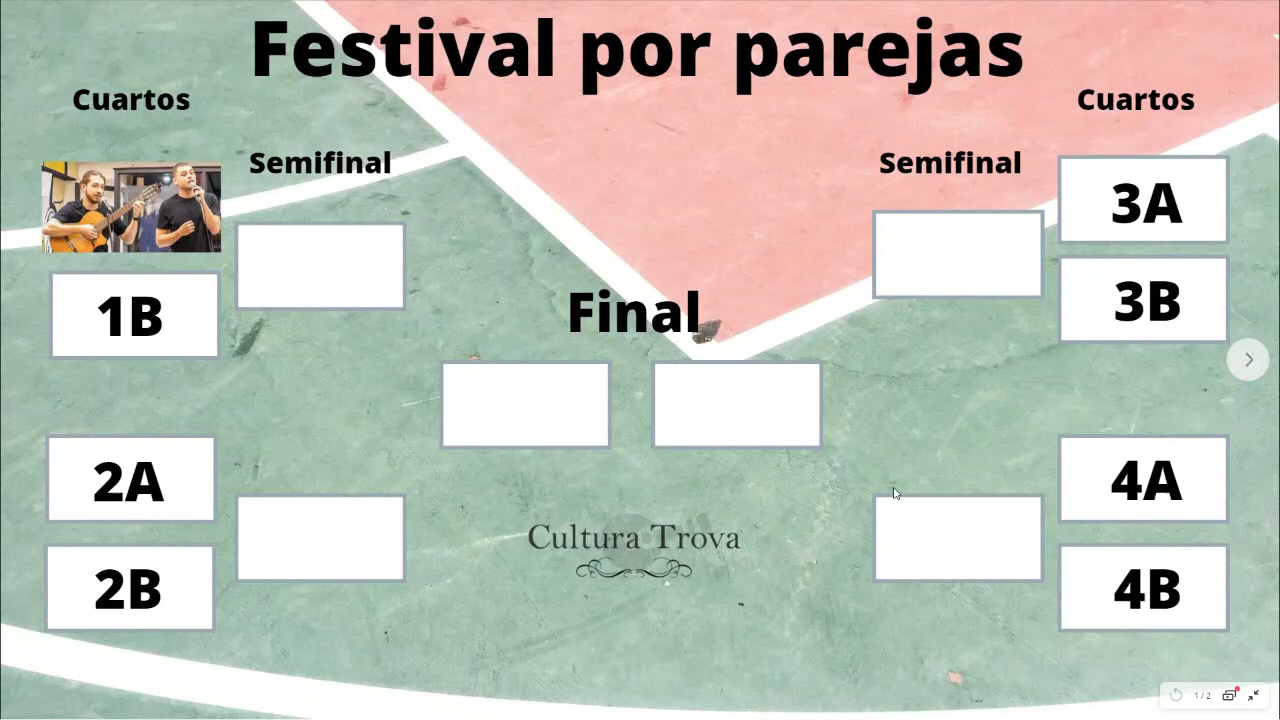 Festival por parejas
Cuartos
Cuartos
Semifinal
Semifinal
3A
3B
1B
Final
2A
4A
Cultura Trova
2B
4B
1 / 2